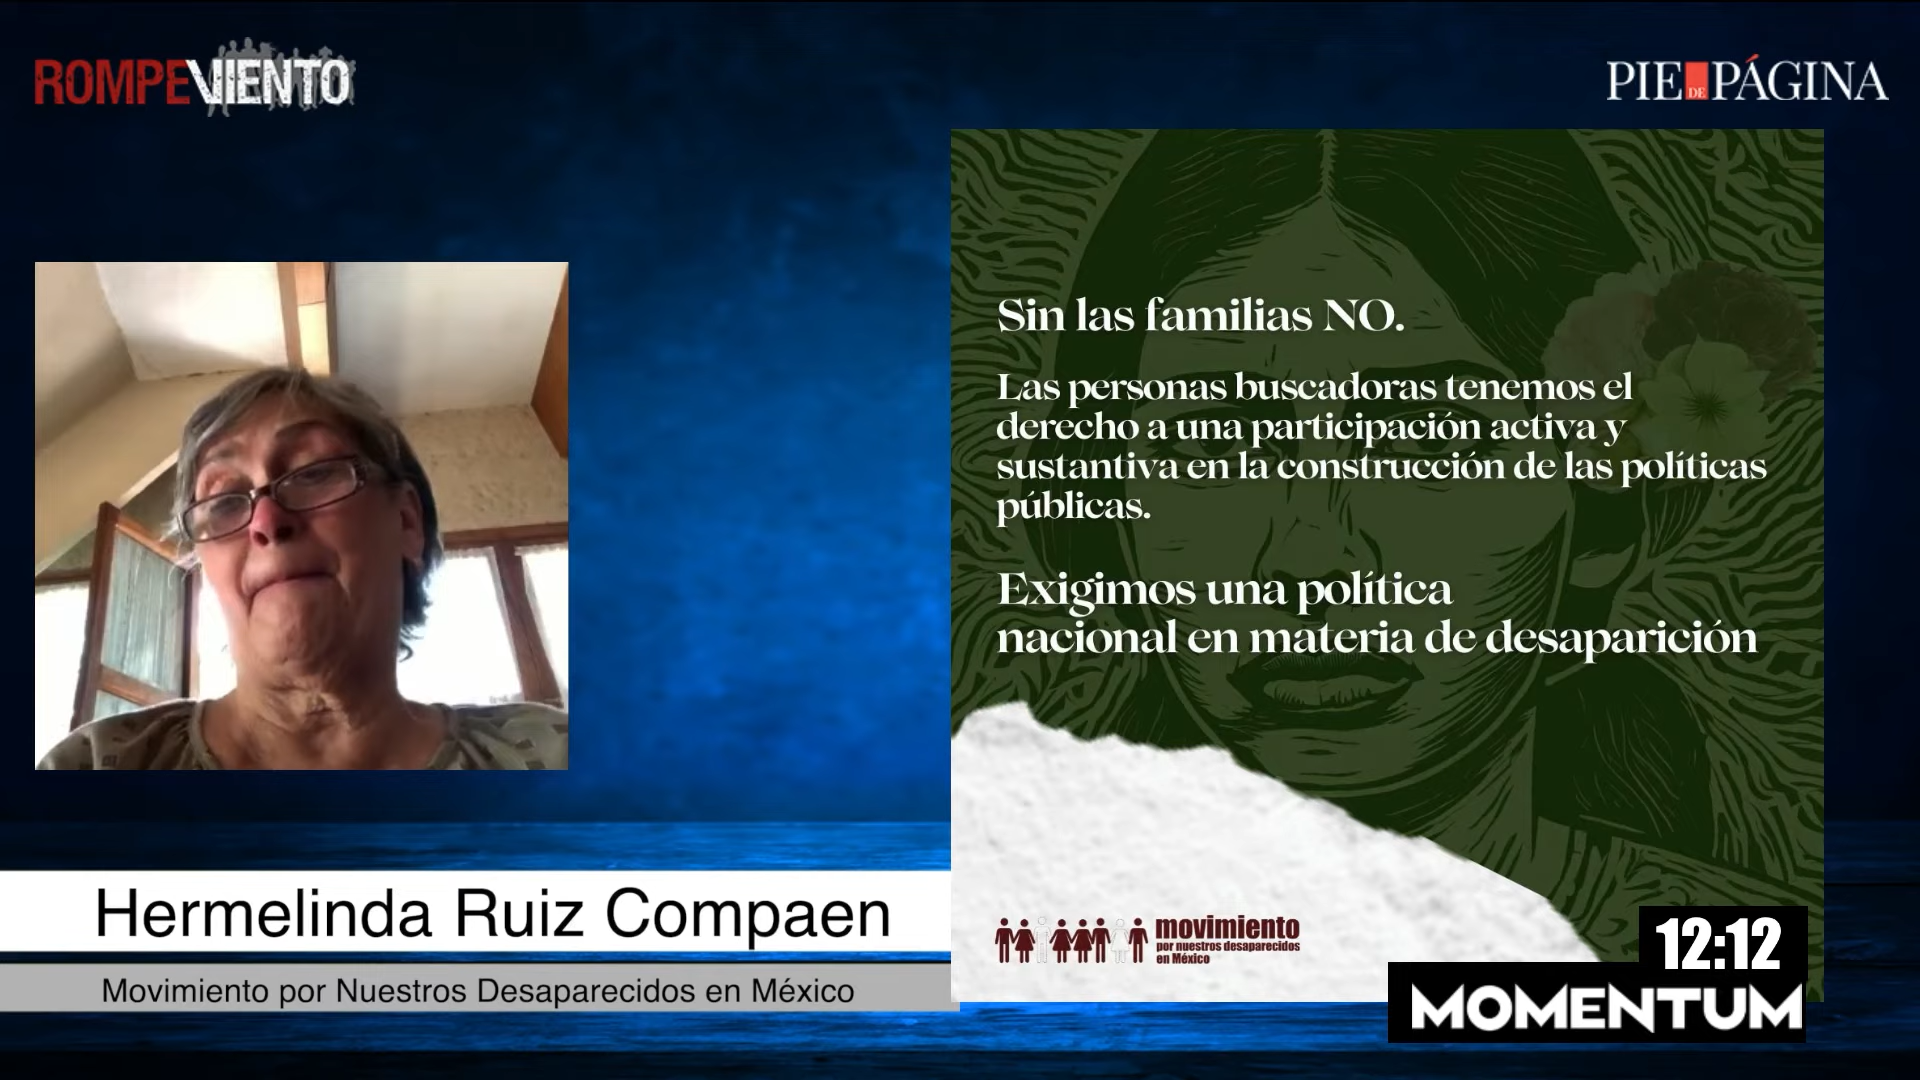 ROMPEVIENTO
PIE DE PÁGINA
Sin las familias NO.
Las personas buscadoras tenemos el
derecho a una participación activa y
sustantiva en la construcción de las políticas
públicas.
Exigimos una política
nacional en materia de desaparición
movimiento
por nuestros desaparecidos
en México
Hermelinda Ruiz Compaen
Movimiento por Nuestros Desaparecidos en México
12:12
MOMENTUM